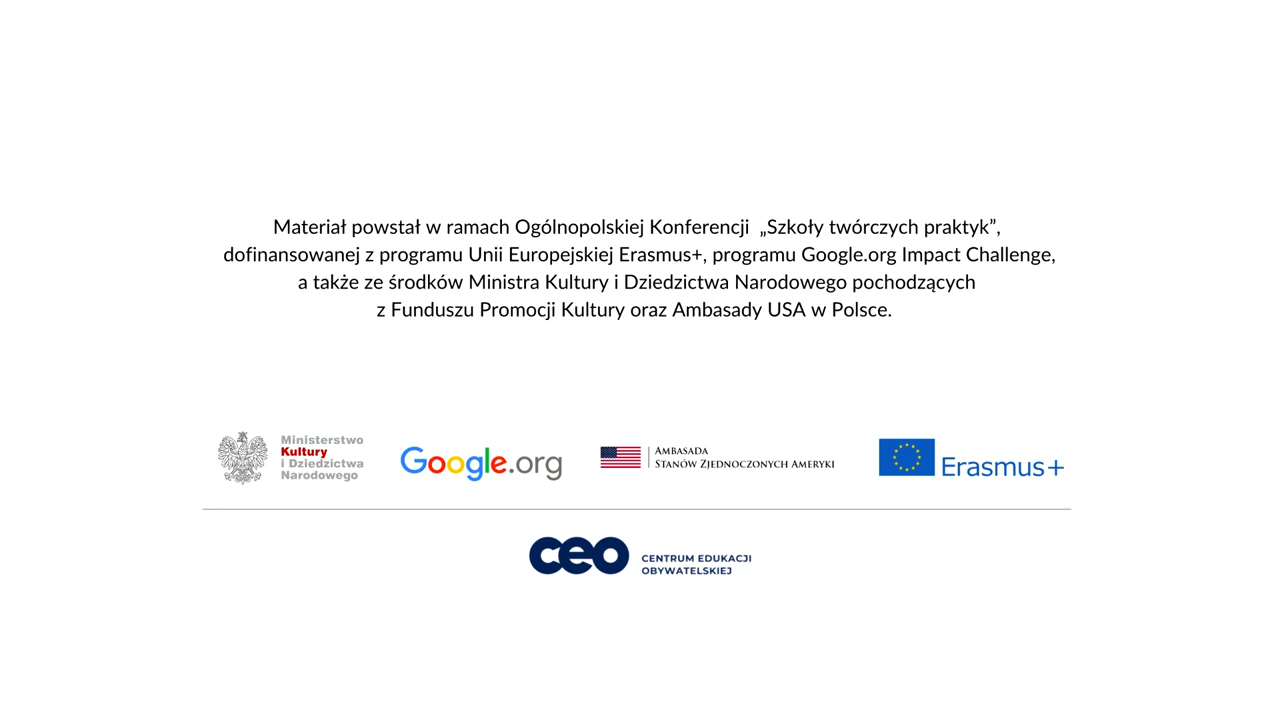 Materiał powstał w ramach Ogólnopolskiej Konferencji „Szkoły twórczych praktyk”,
dofinansowanej z programu Unii Europejskiej Erasmus+, programu Google.org Impact Challenge,
a także ze środków Ministra Kultury i Dziedzictwa Narodowego pochodzących
z Funduszu Promocji Kultury oraz Ambasady USA w Polsce.
Ministerstwo
Kultury
i Dziedzictwa
Narodowego
Google.org
Ambasada
Stanów Zjednoczonych Ameryki
Erasmus+
ceo
CENTRUM EDUKACJI
OBYWATELSKIEJ